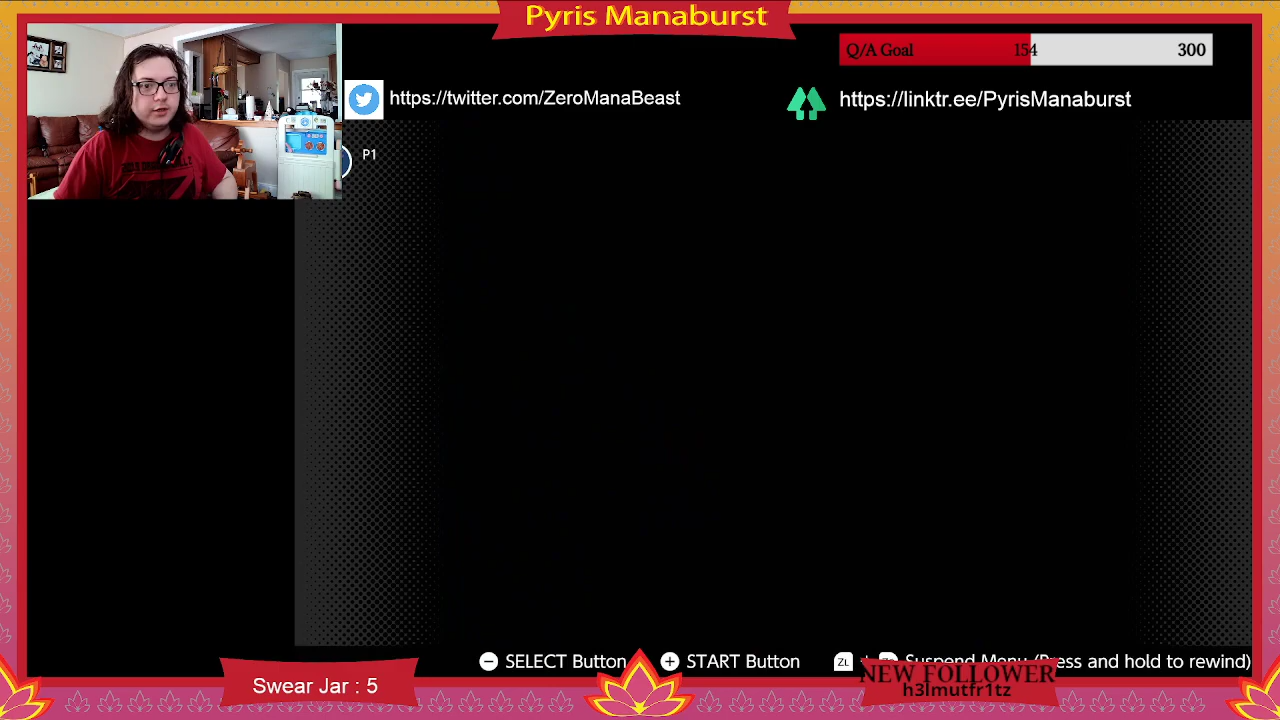 Pyris Manaburst
Q/A Goal 154 300
https://twitter.com/ZeroManaBeast
https://linktr.ee/PyrisManaburst
P1
SELECT Button
START Button
ZL + Suspend Menu (Press and hold to rewind)
NEW FOLLOWER
h3lmutfr1tz
Swear Jar : 5